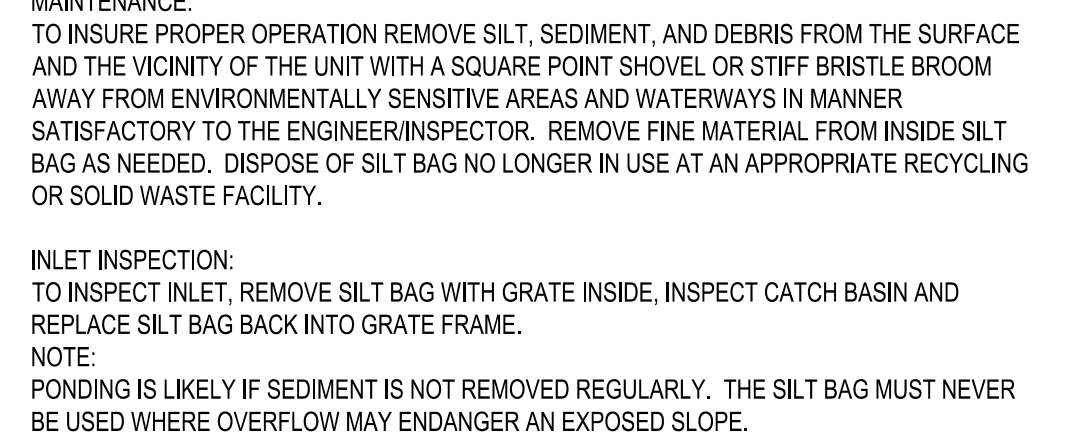 MAINTENANCE:
TO INSURE PROPER OPERATION REMOVE SILT, SEDIMENT, AND DEBRIS FROM THE SURFACE
AND THE VICINITY OF THE UNIT WITH A SQUARE POINT SHOVEL OR STIFF BRISTLE BROOM
AWAY FROM ENVIRONMENTALLY SENSITIVE AREAS AND WATERWAYS IN MANNER
SATISFACTORY TO THE ENGINEER/INSPECTOR.  REMOVE FINE MATERIAL FROM INSIDE SILT
BAG AS NEEDED.  DISPOSE OF SILT BAG NO LONGER IN USE AT AN APPROPRIATE RECYCLING
OR SOLID WASTE FACILITY.
INLET INSPECTION:
TO INSPECT INLET, REMOVE SILT BAG WITH GRATE INSIDE, INSPECT CATCH BASIN AND
REPLACE SILT BAG BACK INTO GRATE FRAME.
NOTE:
PONDING IS LIKELY IF SEDIMENT IS NOT REMOVED REGULARLY.  THE SILT BAG MUST NEVER
BE USED WHERE OVERFLOW MAY ENDANGER AN EXPOSED SLOPE.